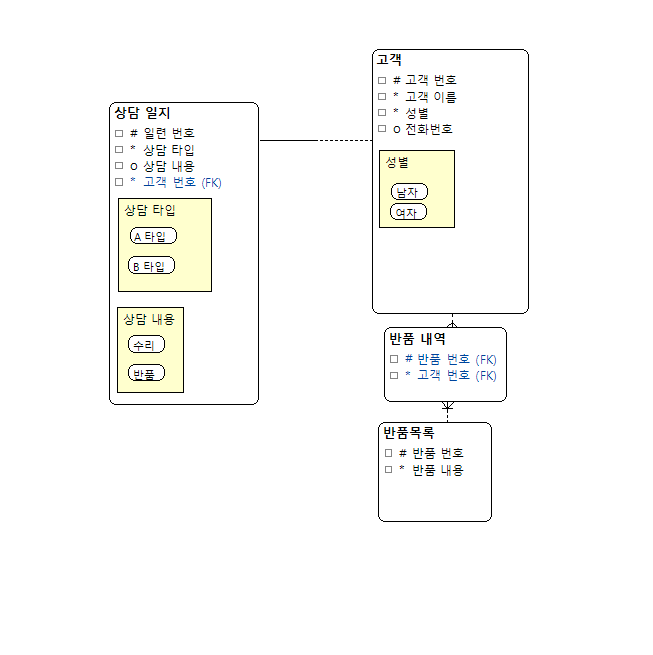 상담 일지
# 일련 번호
* 상담 타입
o 상담 내용
* 고객 번호 (FK)
상담 타입
A 타입
B 타입
상담 내용
수리
반품
고객
# 고객 번호
* 고객 이름
* 성별
o 전화번호
성별
남자
여자
반품 내역
# 반품 번호 (FK)
* 고객 번호 (FK)
반품목록
# 반품 번호
* 반품 내용